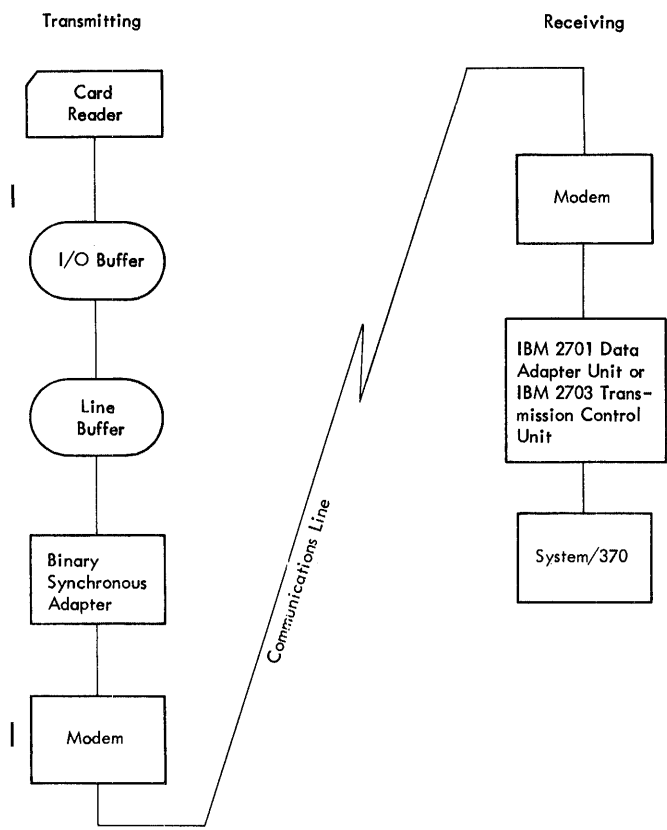 Transmitting
Card
Reader
I/O Buffer
Line
Buffer
Binary
Synchronous
Adapter
Modem
Communications Line
Receiving
Modem
IBM 2701 Data
Adapter Unit or
IBM 2703 Trans-
mission Control
Unit
System/370